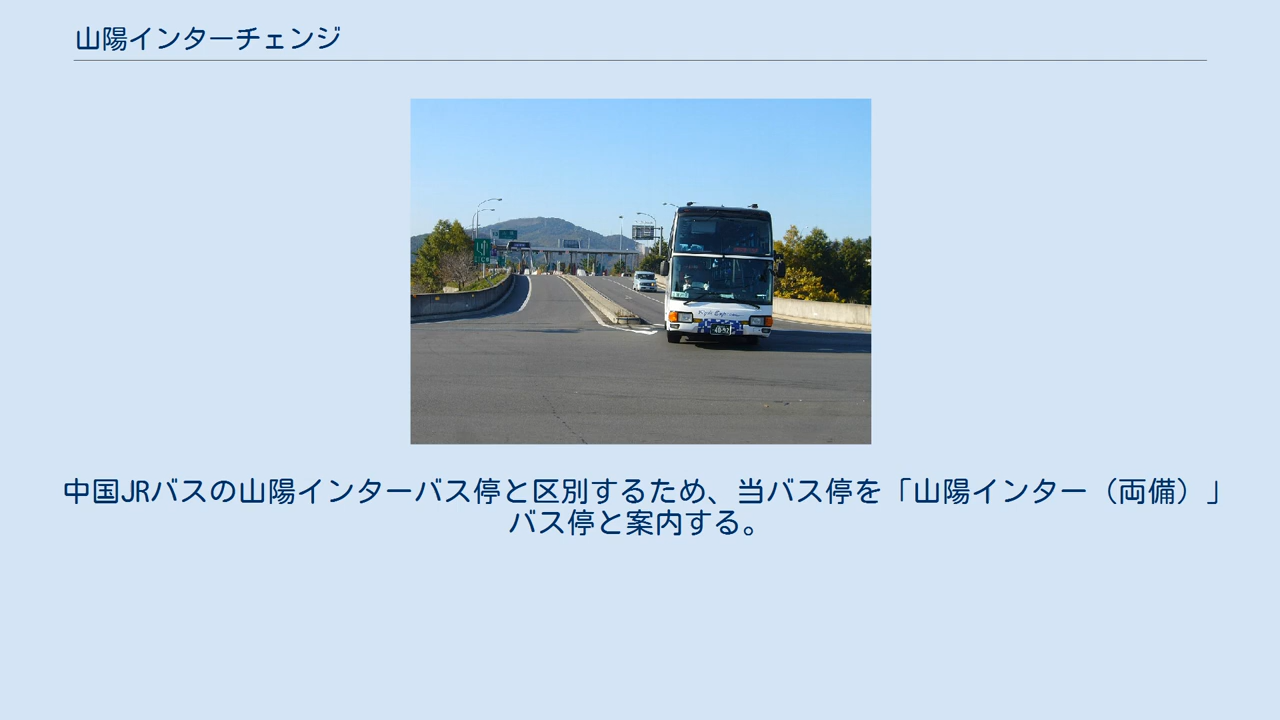 山陽インターチェンジ
中国JRバスの山陽インターバス停と区別するため、当バス停を「山陽インター（両備）」
バス停と案内する。